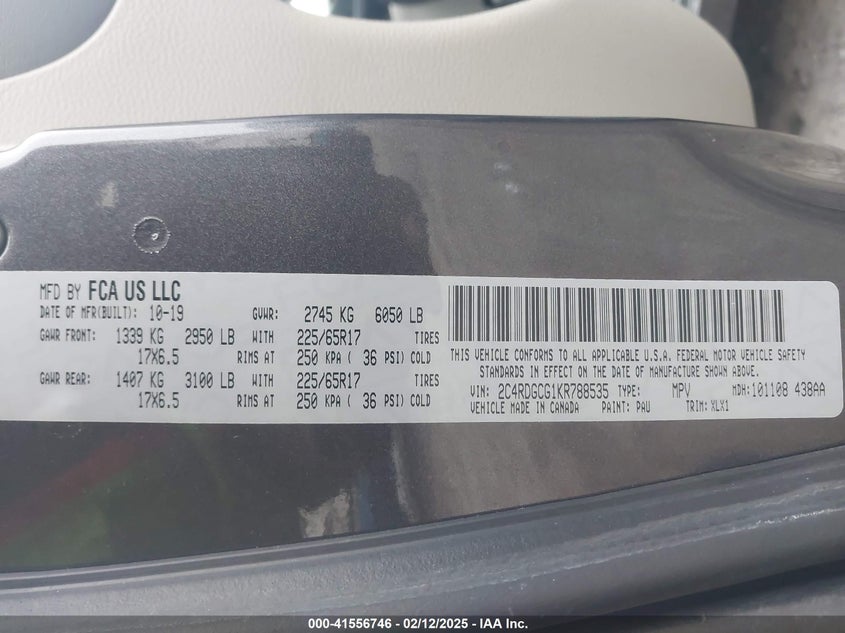 MFD BY FCA US LLC
DATE OF MFR(BUILT): 10-19 GVWR: 2745 KG 6050 LB
GAWR FRONT: 1339 KG 2950 LB WITH 225/65R17 TIRES
17X6.5 RIMS AT 250 KPA ( 36 PSI) COLD
GAWR REAR: 1407 KG 3100 LB WITH 225/65R17 TIRES
17X6.5 RIMS AT 250 KPA ( 36 PSI) COLD
THIS VEHICLE CONFORMS TO ALL APPLICABLE U.S.A. FEDERAL MOTOR VEHICLE SAFETY
STANDARDS IN EFFECT ON THE DATE OF MANUFACTURE SHOWN ABOVE.
VIN: 2C4RDGCG1KR788535 TYPE: MPV MDH:101108 438AA
VEHICLE MADE IN CANADA PAINT: PAU TRIM: XLX1
000-41556746 - 02/12/2025 - IAA Inc.